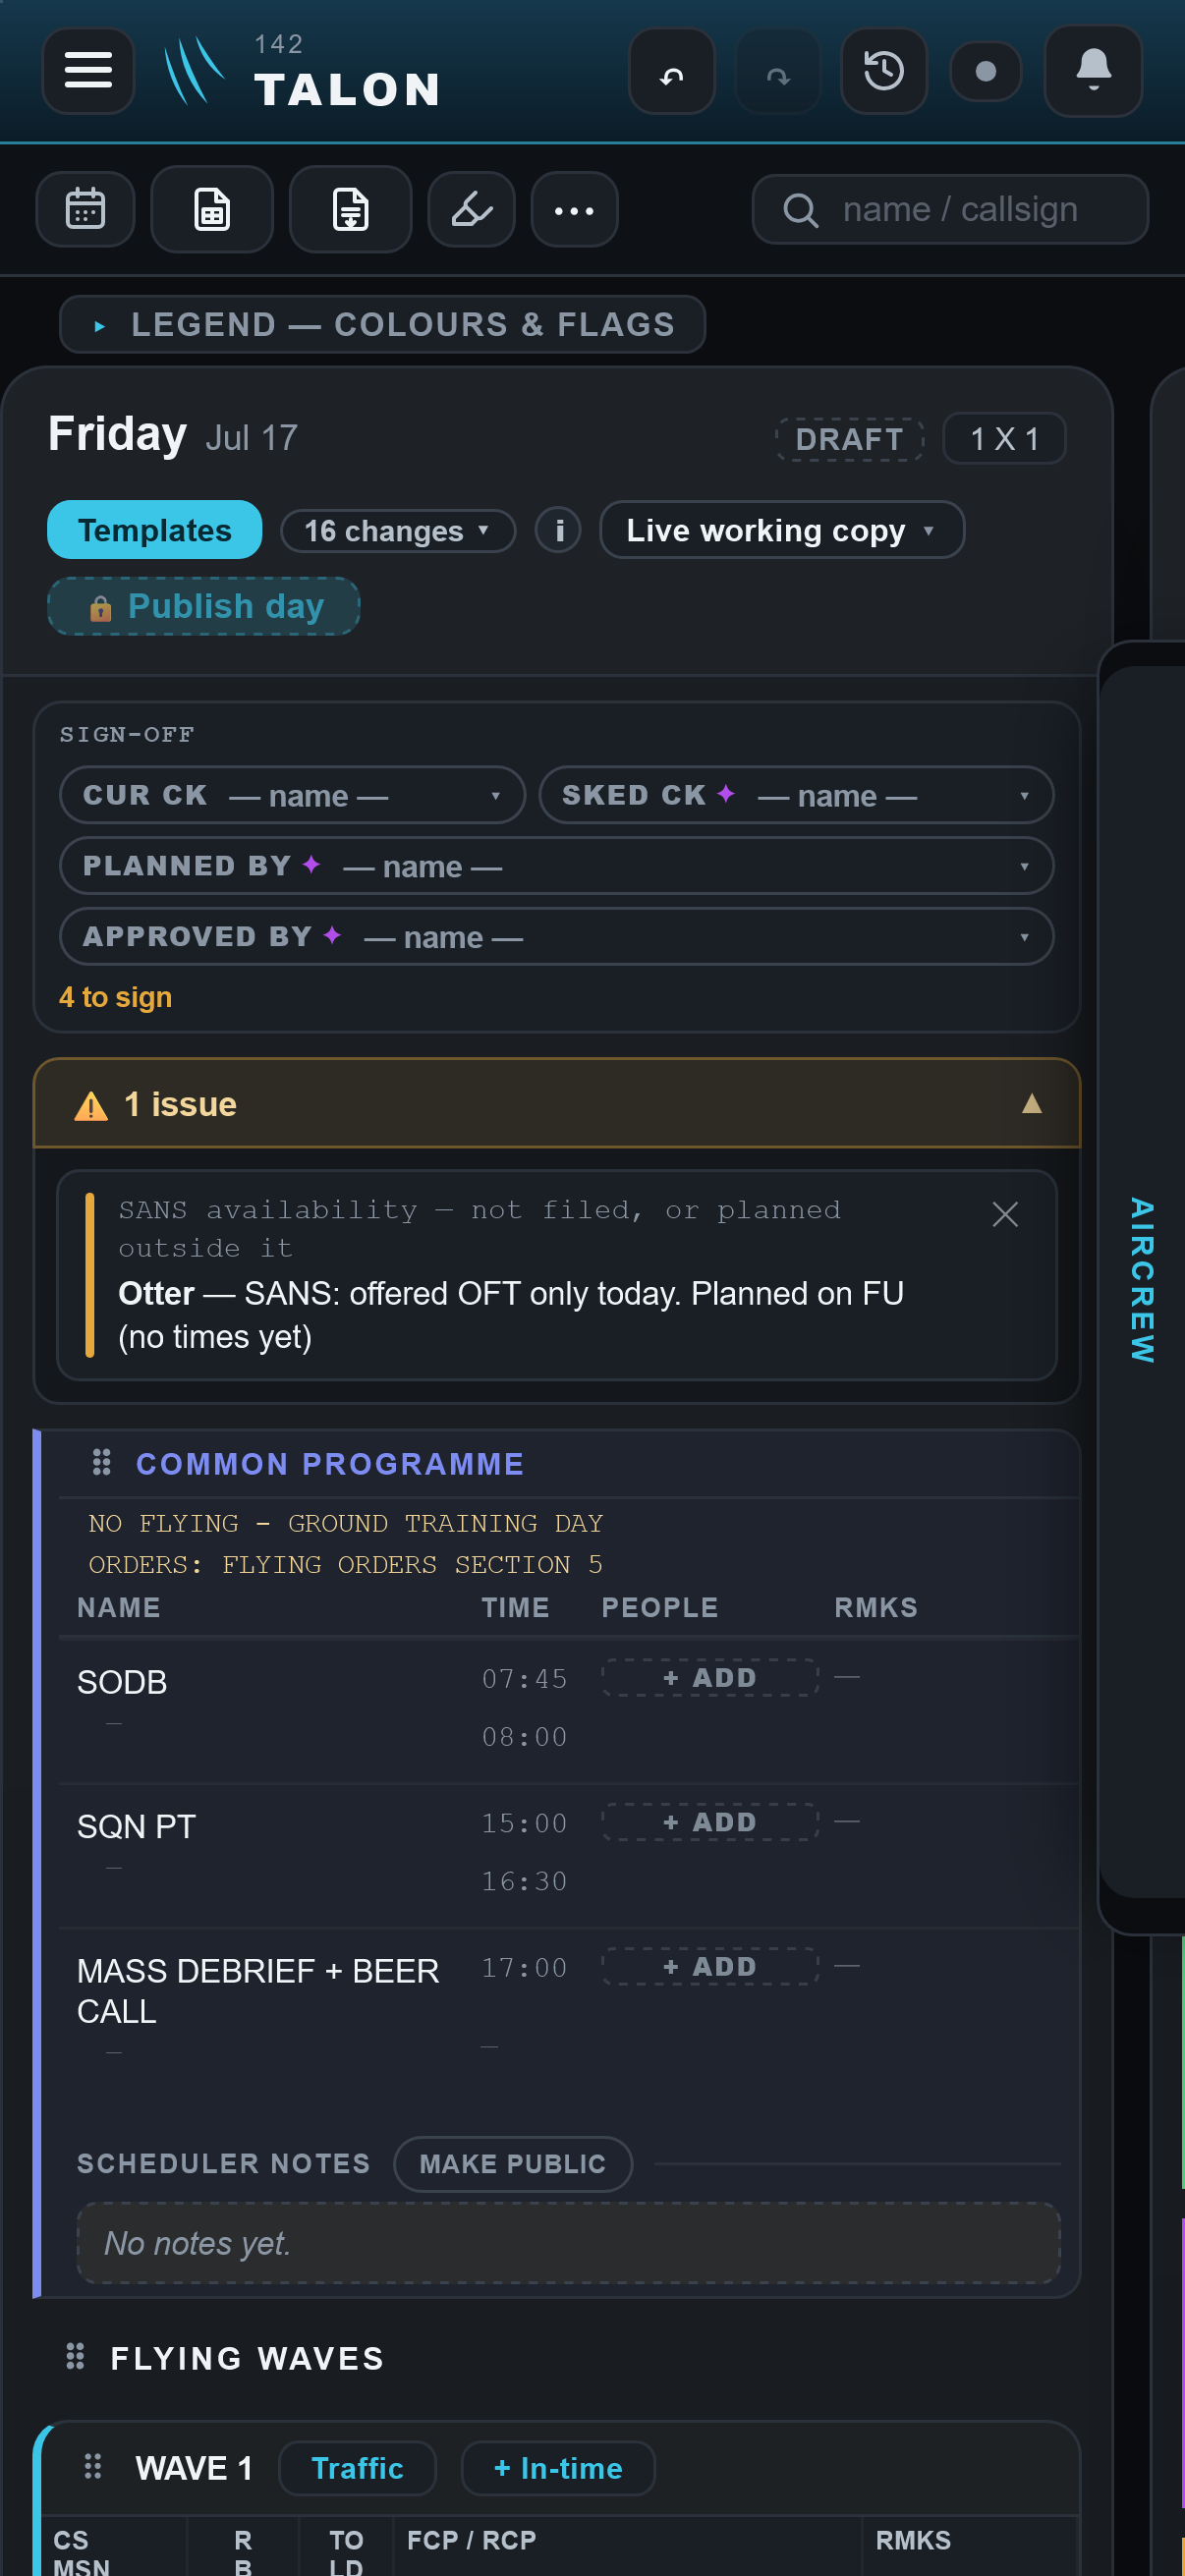 142
TALON
name / callsign
LEGEND — COLOURS & FLAGS
Friday Jul 17 DRAFT 1 X 1
Templates 16 changes i Live working copy
Publish day
SIGN-OFF
CUR CK — name — SKED CK — name —
PLANNED BY — name —
APPROVED BY — name —
4 to sign
1 issue
SANS availability — not filed, or planned
outside it
Otter — SANS: offered OFT only today. Planned on FU
(no times yet)
AIRCREW
COMMON PROGRAMME
NO FLYING - GROUND TRAINING DAY
ORDERS: FLYING ORDERS SECTION 5
NAME TIME PEOPLE RMKS
SODB 07:45 + ADD —
— 08:00
SQN PT 15:00 + ADD —
— 16:30
MASS DEBRIEF + BEER 17:00 + ADD —
CALL
— —
SCHEDULER NOTES MAKE PUBLIC
No notes yet.
FLYING WAVES
WAVE 1 Traffic + In-time
CS R TO FCP / RCP RMKS
MSN B LD